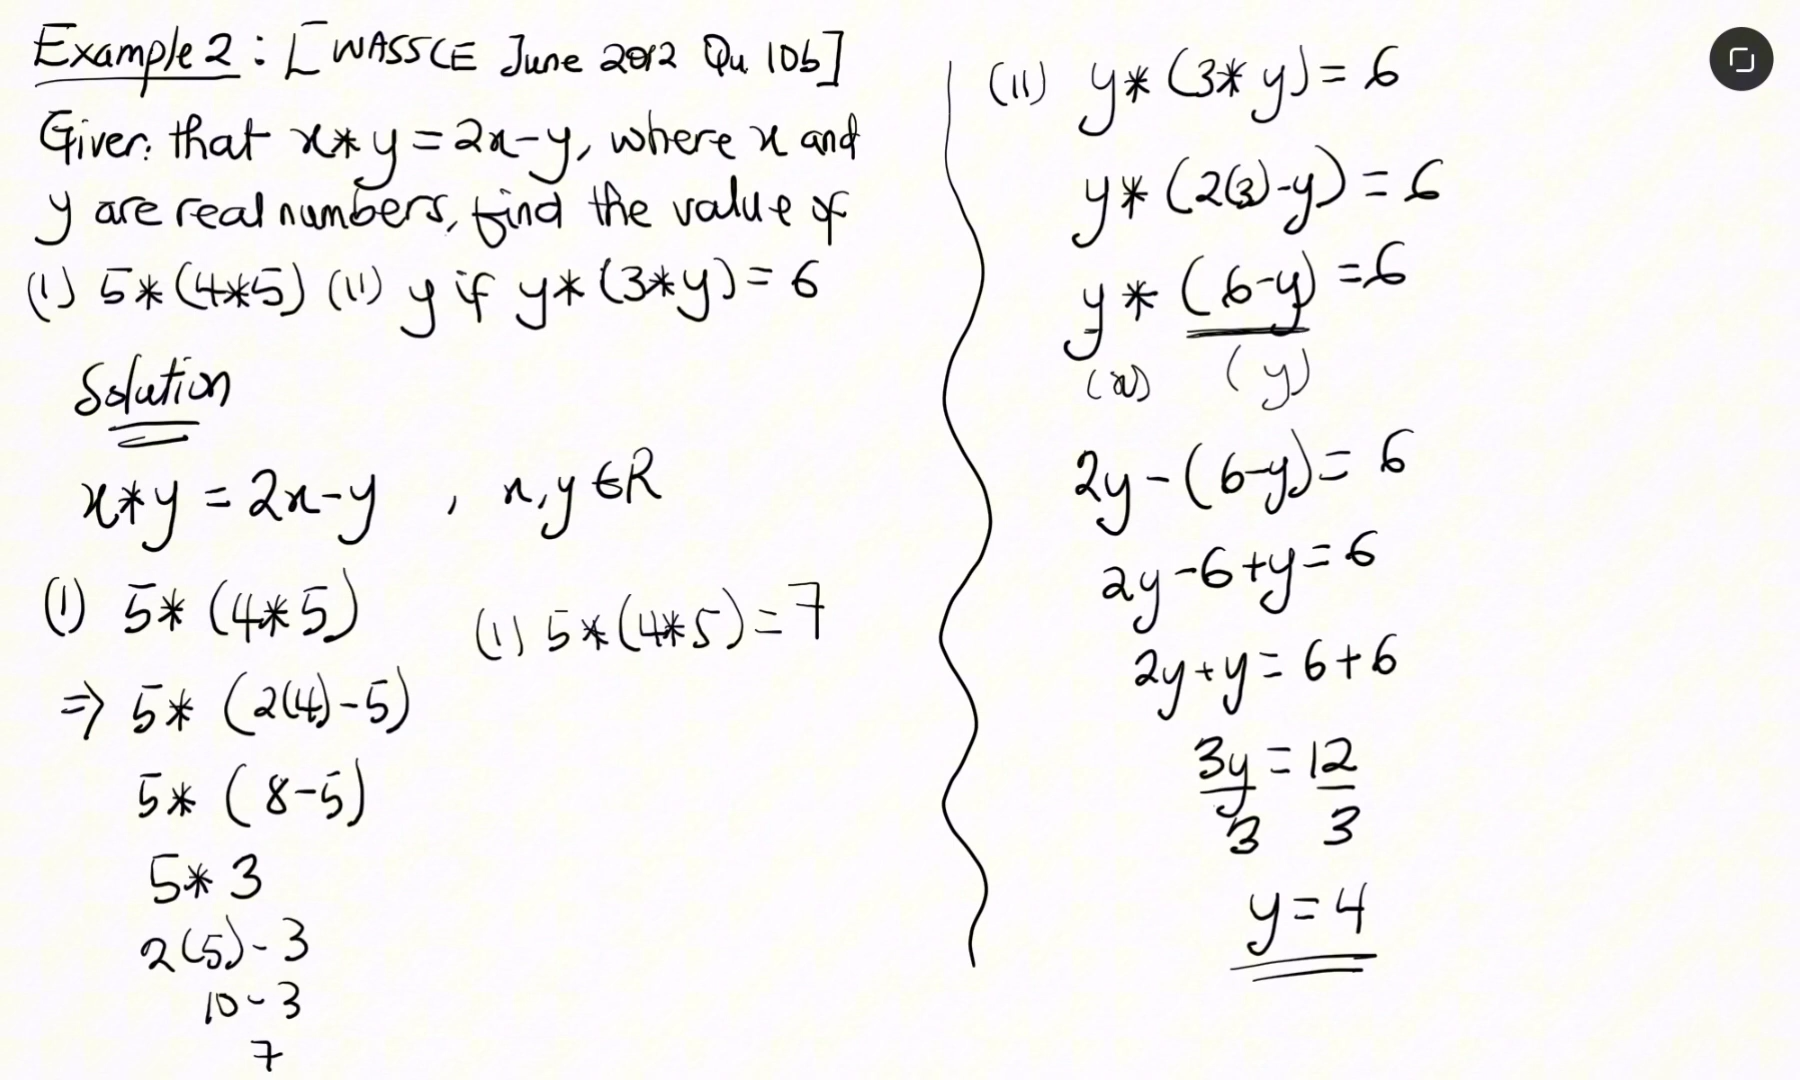 Example 2 : [WASSCE June 2012 Qu 10b]
Given that x*y = 2x-y, where x and
y are real numbers, find the value of
(i) 5*(4*5) (ii) y if y*(3*y) = 6
Solution
x*y = 2x-y , x,y ∈ R
(i) 5* (4*5)
(i) 5*(4*5) = 7
⇒ 5* (2(4)-5)
5* (8-5)
5* 3
2(5)-3
10-3
7
(ii) y*(3*y) = 6
y*(2(3)-y) = 6
y * (6-y) = 6
(x) (y)
2y-(6-y) = 6
2y-6+y = 6
2y+y = 6+6
3y = 12
3 3
y = 4